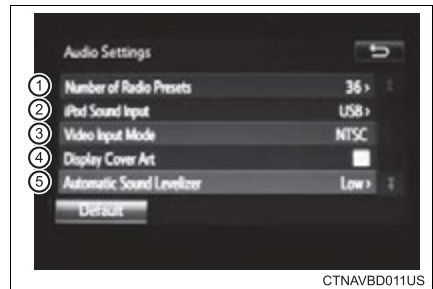 Audio Settings
1 Number of Radio Presets 36 >
2 iPod Sound Input USB >
3 Video Input Mode NTSC
4 Display Cover Art
5 Automatic Sound Levelizer Low >
Default
CTNAVBD011US